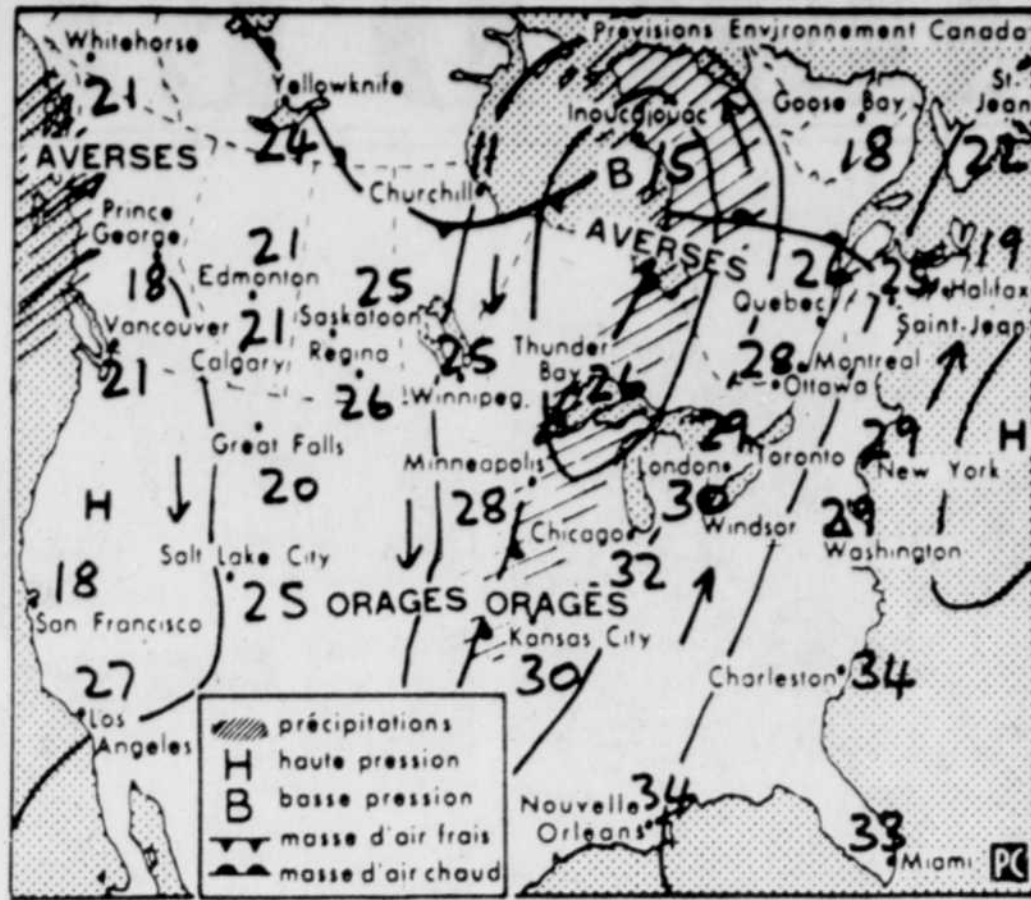 Prévisions Environnement Canada
Whitehorse
21
Yellowknife
24
Inoucdjouac
15
Goose Bay
18
St.
Jean
22
AVERSES
Churchill
11
B
AVERSES
Prince
George
18
Edmonton
21
25
Saskatoon
Quebec
25
Halifax
19
Vancouver
21
Calgary
21
Regina
26
25
Winnipeg
Thunder
Bay
26
28
Montreal
Ottawa
Saint-Jean
Great Falls
20
Minneapolis
28
London
29
Toronto
29
New York
H
H
30
Windsor
29
Washington
Chicago
32
Salt Lake City
25
ORAGES ORAGES
18
San Francisco
Kansas City
30
27
Los
Angeles
Charleston
34
précipitations
H haute pression
B basse pression
masse d'air frais
masse d'air chaud
Nouvelle
Orléans
34
33
Miami
PC